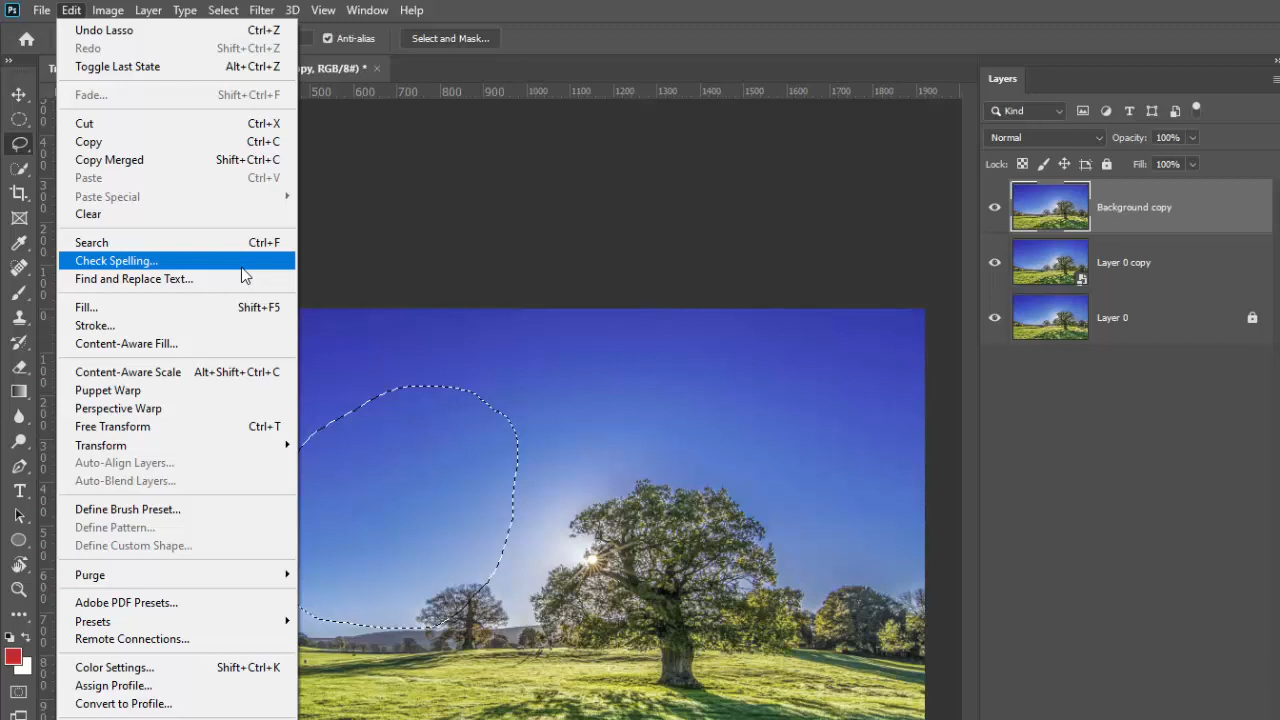 Ps File Edit Image Layer Type Select Filter 3D View Window Help
Anti-alias Select and Mask...
opy, RGB/8#) * ×
500 600 700 800 900 1000 1100 1200 1300 1400 1500 1600 1700 1800 1900
Undo Lasso Ctrl+Z
Redo Shift+Ctrl+Z
Toggle Last State Alt+Ctrl+Z
Fade... Shift+Ctrl+F
Cut Ctrl+X
Copy Ctrl+C
Copy Merged Shift+Ctrl+C
Paste Ctrl+V
Paste Special
Clear
Search Ctrl+F
Check Spelling...
Find and Replace Text...
Fill... Shift+F5
Stroke...
Content-Aware Fill...
Content-Aware Scale Alt+Shift+Ctrl+C
Puppet Warp
Perspective Warp
Free Transform Ctrl+T
Transform
Auto-Align Layers...
Auto-Blend Layers...
Define Brush Preset...
Define Pattern...
Define Custom Shape...
Purge
Adobe PDF Presets...
Presets
Remote Connections...
Color Settings... Shift+Ctrl+K
Assign Profile...
Convert to Profile...
Layers
Kind
Normal Opacity: 100%
Lock: Fill: 100%
Background copy
Layer 0 copy
Layer 0